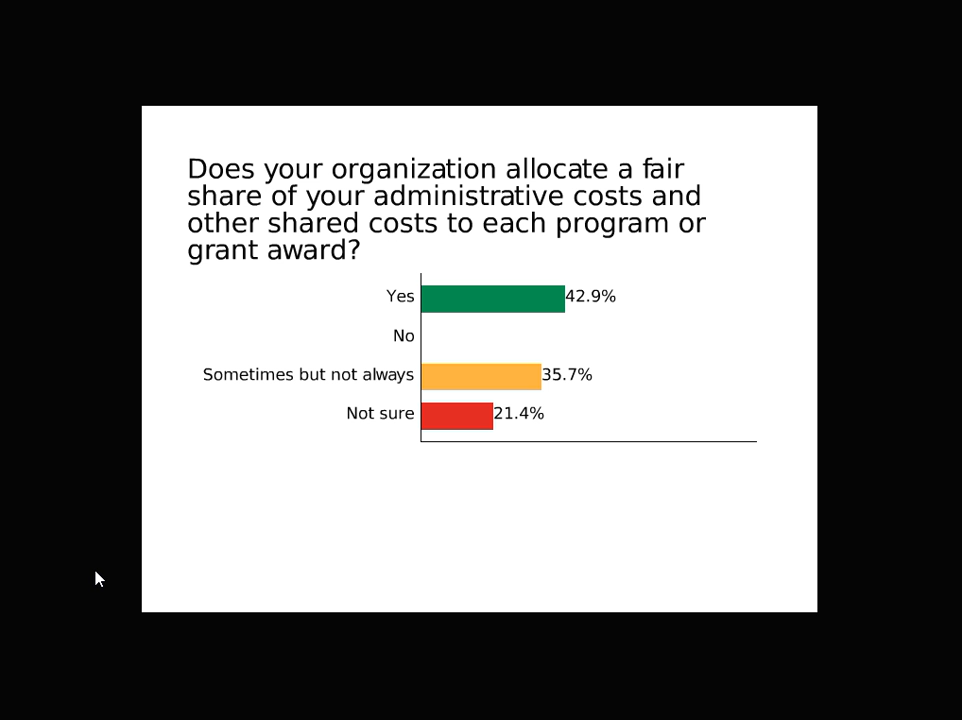 Does your organization allocate a fair
share of your administrative costs and
other shared costs to each program or
grant award?
Yes 42.9%
No
Sometimes but not always 35.7%
Not sure 21.4%